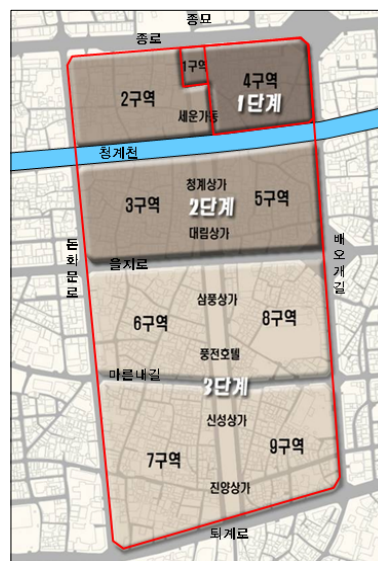 종묘
종로
1구역
4구역
1단계
2구역
세운가동
청계천
청계상가
3구역
5구역
2단계
대림상가
돈화문로
배오개길
을지로
삼풍상가
6구역
8구역
풍전호텔
마른내길
3단계
신성상가
7구역
9구역
진양상가
퇴계로